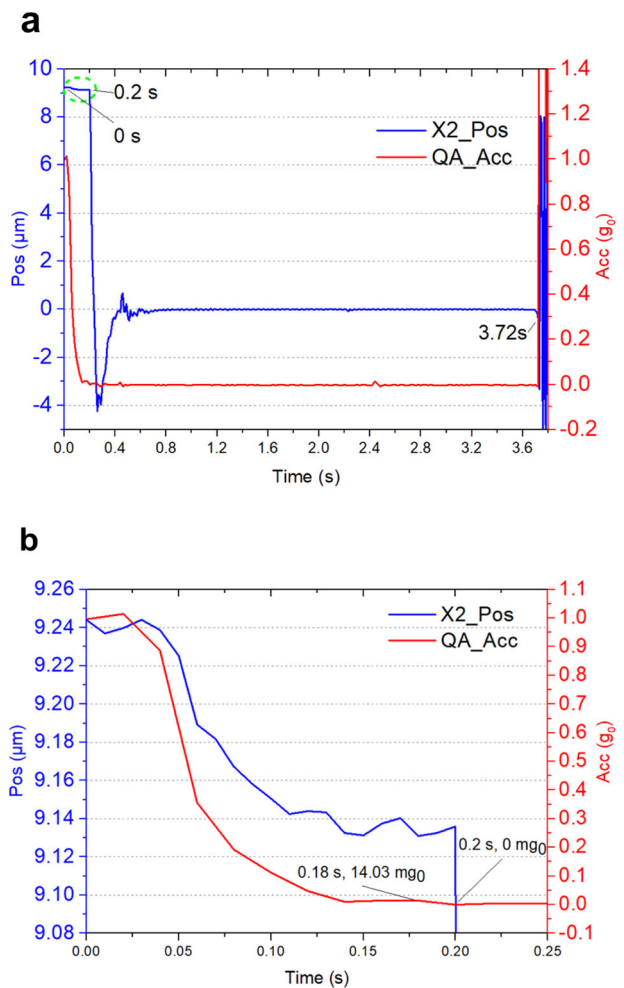 a
10
8
6
4
2
0
-2
-4
Pos (µm)
1.4
1.2
1.0
0.8
0.6
0.4
0.2
0.0
-0.2
Acc (g₀)
0.2 s
0 s
X2_Pos
QA_Acc
3.72s
0.0 0.4 0.8 1.2 1.6 2.0 2.4 2.8 3.2 3.6
Time (s)
b
9.26
9.24
9.22
9.20
9.18
9.16
9.14
9.12
9.10
9.08
Pos (µm)
1.1
1.0
0.9
0.8
0.7
0.6
0.5
0.4
0.3
0.2
0.1
0.0
-0.1
Acc (g₀)
X2_Pos
QA_Acc
0.2 s, 0 mg₀
0.18 s, 14.03 mg₀
0.00 0.05 0.10 0.15 0.20 0.25
Time (s)